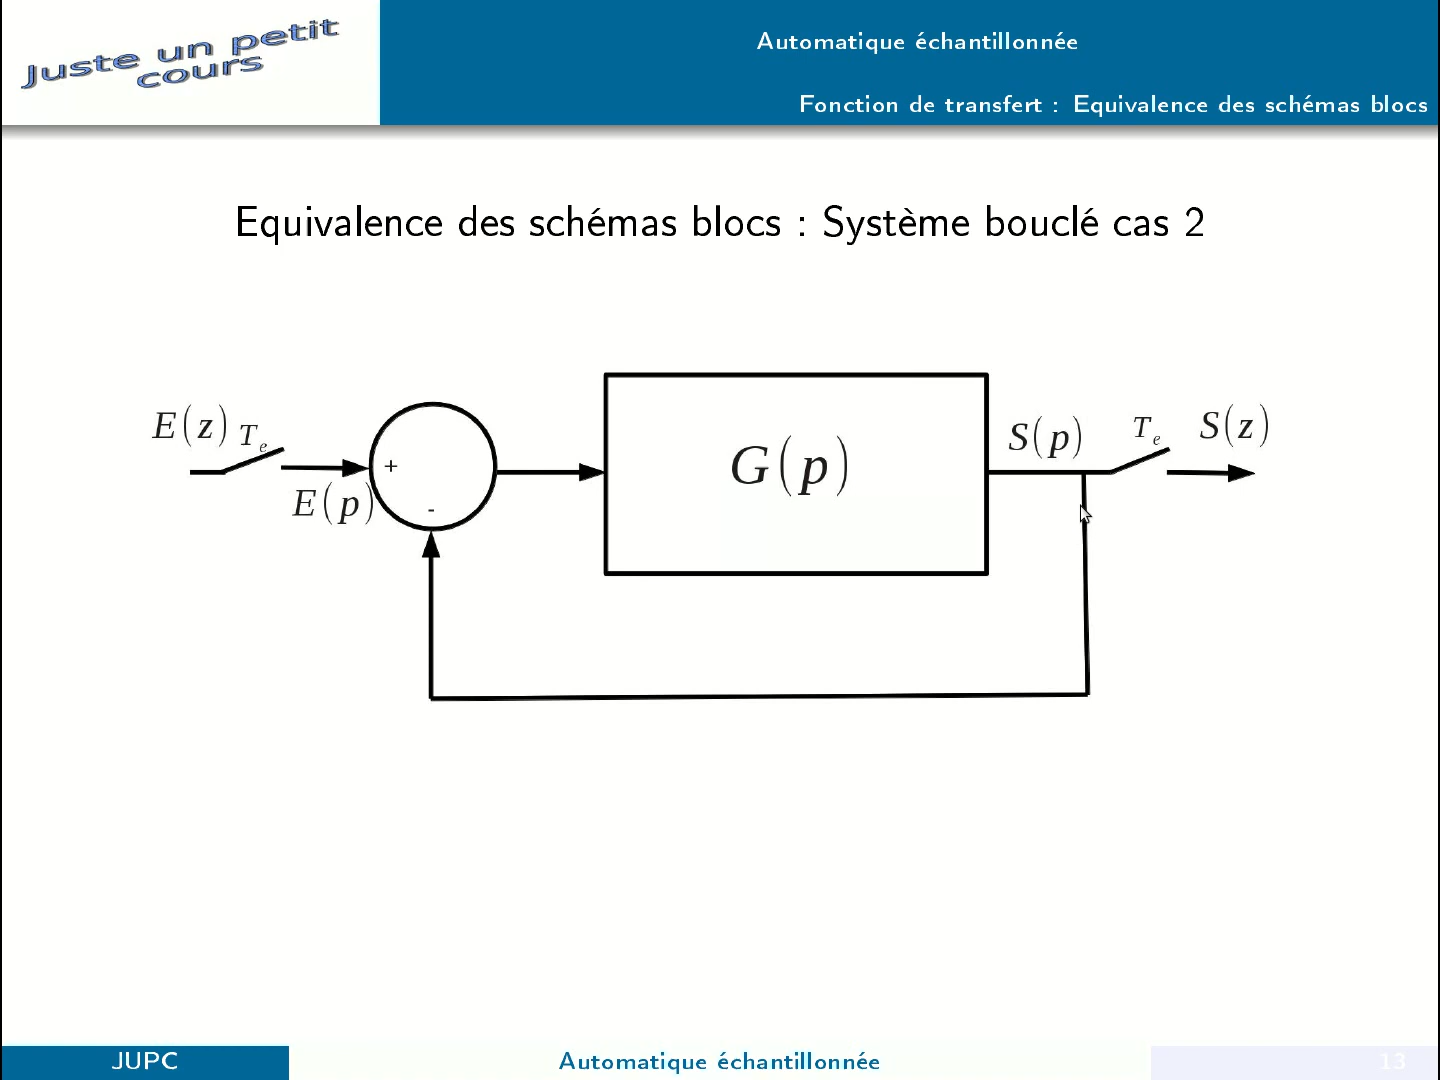 Juste un petit
cours
Automatique échantillonnée
Fonction de transfert : Equivalence des schémas blocs
Equivalence des schémas blocs : Système bouclé cas 2
E(z) Te
E(p)
+
-
G(p)
S(p)
Te
S(z)
JUPC
Automatique échantillonnée
13